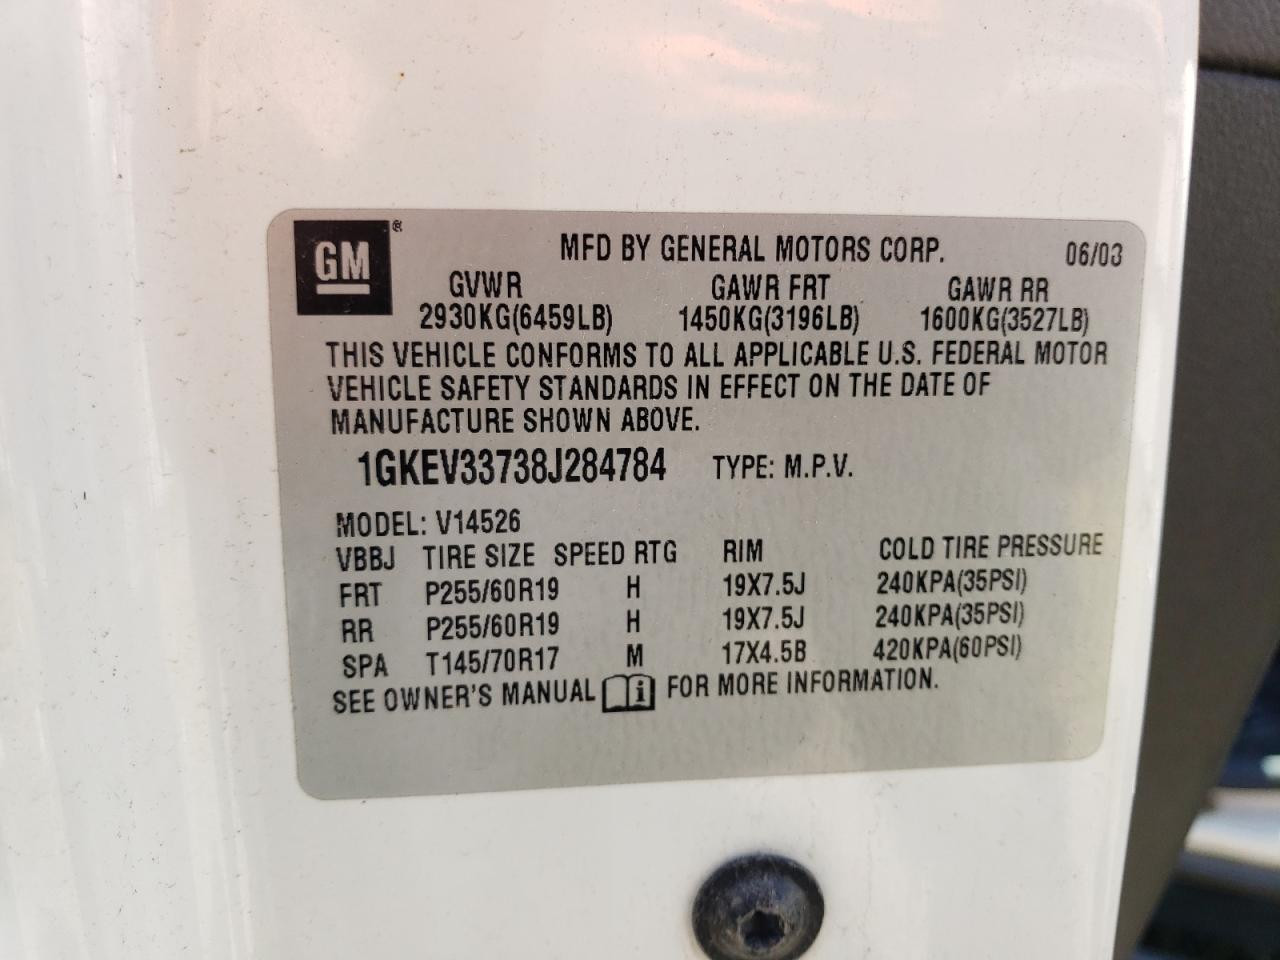 GM ®
MFD BY GENERAL MOTORS CORP. 06/03
GVWR GAWR FRT GAWR RR
2930KG(6459LB) 1450KG(3196LB) 1600KG(3527LB)
THIS VEHICLE CONFORMS TO ALL APPLICABLE U.S. FEDERAL MOTOR
VEHICLE SAFETY STANDARDS IN EFFECT ON THE DATE OF
MANUFACTURE SHOWN ABOVE.
1GKEV33738J284784 TYPE: M.P.V.
MODEL: V14526
VBBJ TIRE SIZE SPEED RTG RIM COLD TIRE PRESSURE
FRT P255/60R19 H 19X7.5J 240KPA(35PSI)
RR P255/60R19 H 19X7.5J 240KPA(35PSI)
SPA T145/70R17 M 17X4.5B 420KPA(60PSI)
SEE OWNER'S MANUAL i FOR MORE INFORMATION.